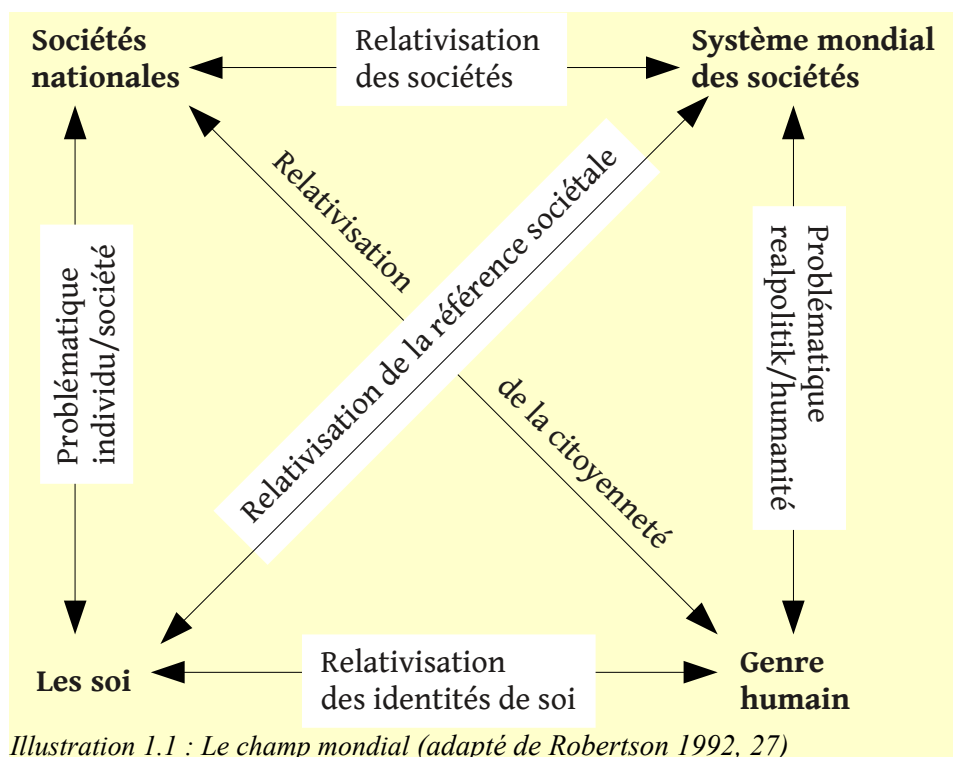 Sociétés
nationales
Relativisation
des sociétés
Système mondial
des sociétés
Relativisation
de la citoyenneté
Relativisation de la référence sociétale
Problématique
individu/société
Problématique
realpolitik/humanité
Les soi
Relativisation
des identités de soi
Genre
humain
Illustration 1.1 : Le champ mondial (adapté de Robertson 1992, 27)